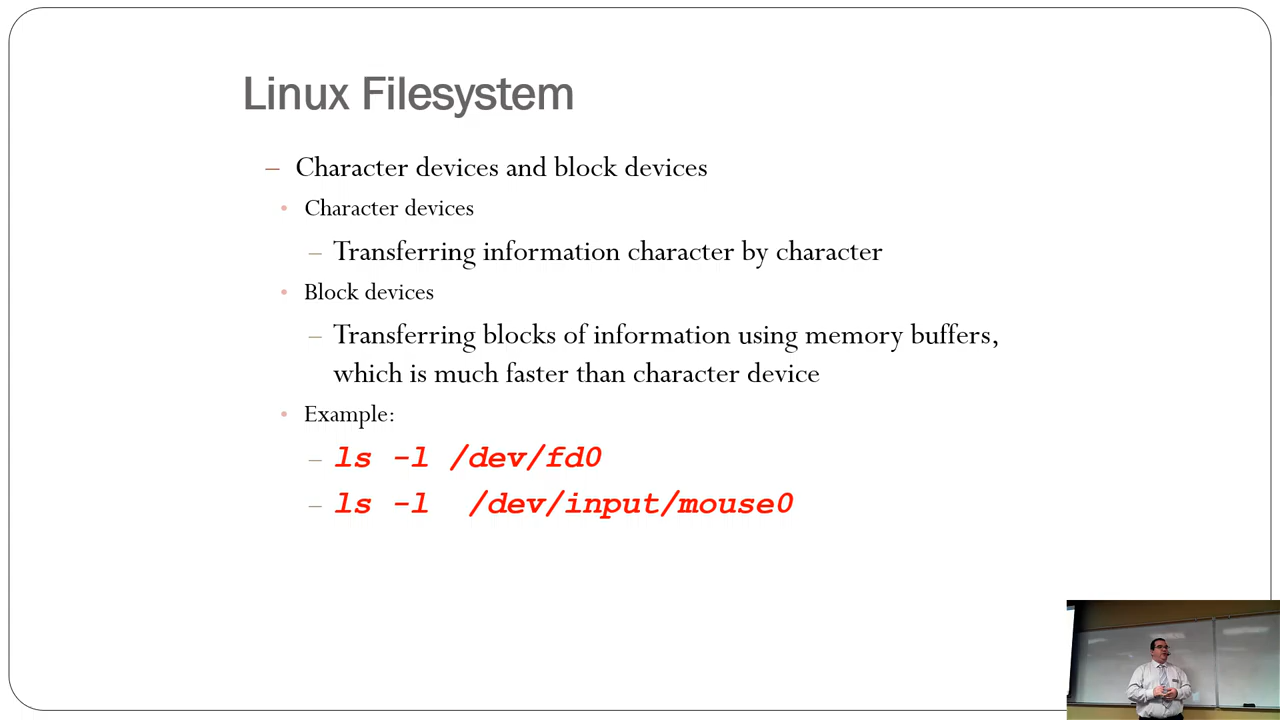 Linux Filesystem
– Character devices and block devices
• Character devices
– Transferring information character by character
• Block devices
– Transferring blocks of information using memory buffers,
which is much faster than character device
• Example:
– ls -l /dev/fd0
– ls -l  /dev/input/mouse0